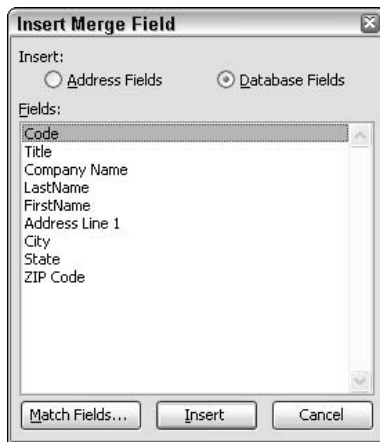 Insert Merge Field
Insert:
Address Fields Database Fields
Fields:
Code
Title
Company Name
LastName
FirstName
Address Line 1
City
State
ZIP Code
Match Fields... Insert Cancel